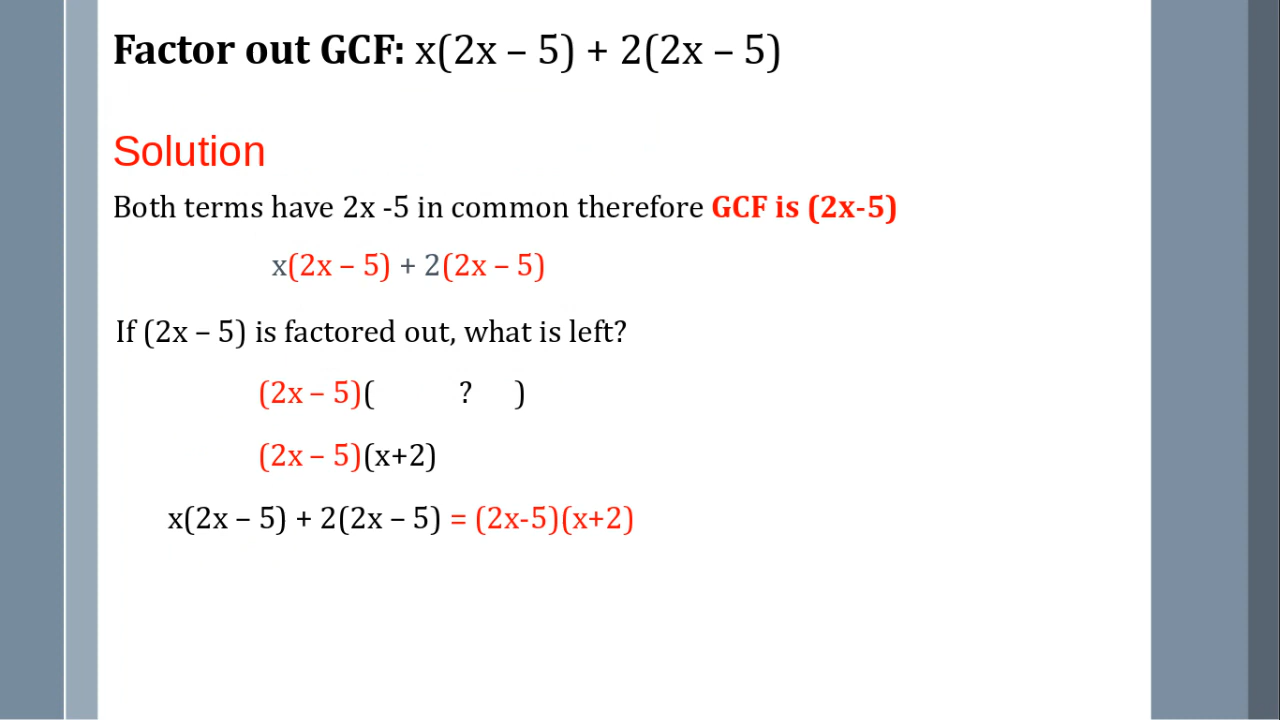 Factor out GCF: x(2x – 5) + 2(2x – 5)
Solution
Both terms have 2x -5 in common therefore GCF is (2x-5)
x(2x – 5) + 2(2x – 5)
If (2x – 5) is factored out, what is left?
(2x – 5)( ? )
(2x – 5)(x+2)
x(2x – 5) + 2(2x – 5) = (2x-5)(x+2)